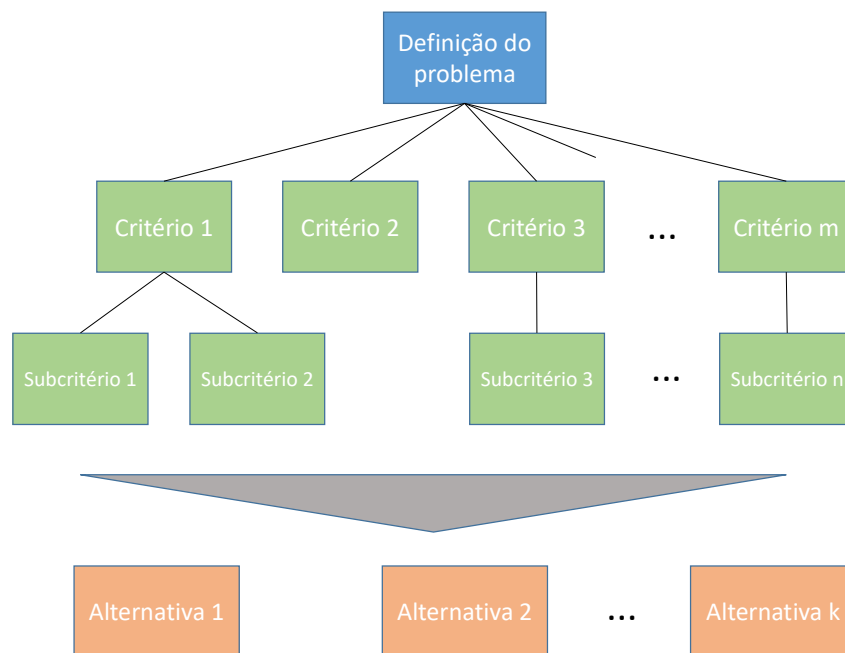 Definição do
problema
Critério 1
Critério 2
Critério 3
...
Critério m
Subcritério 1
Subcritério 2
Subcritério 3
...
Subcritério n
Alternativa 1
Alternativa 2
...
Alternativa k